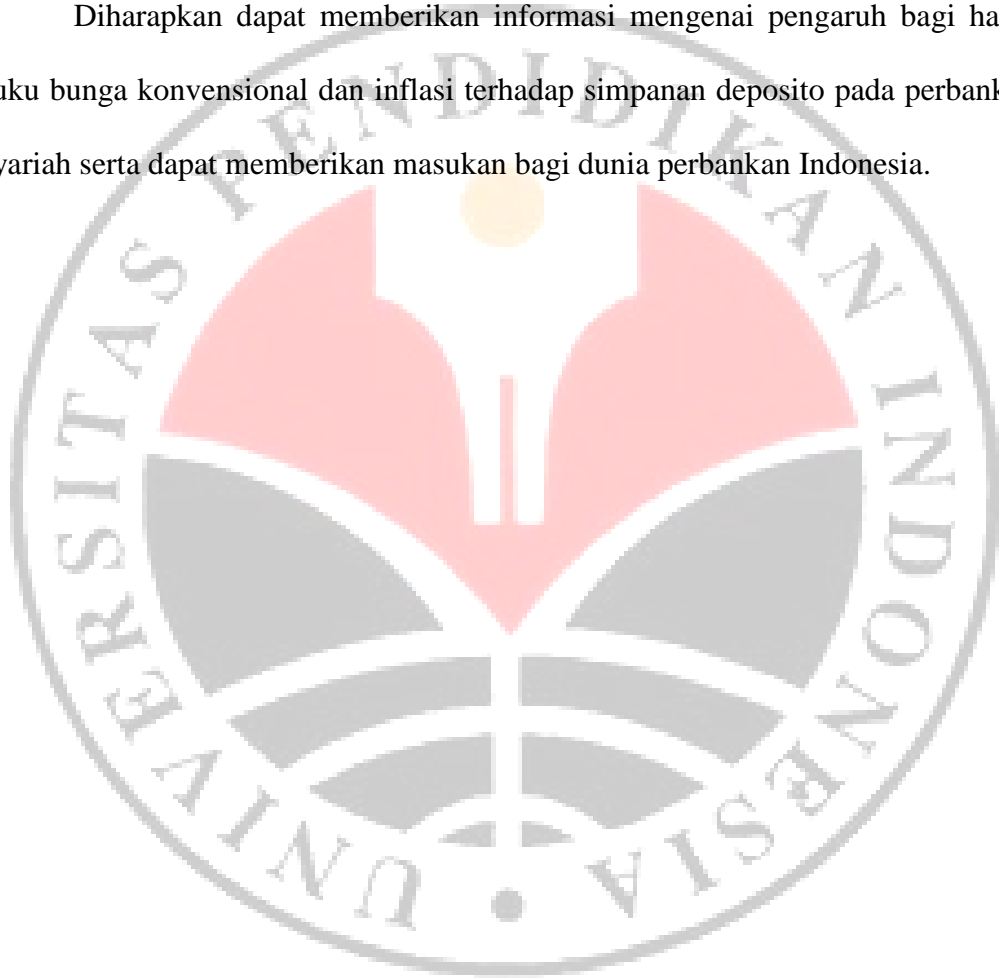 Diharapkan dapat memberikan informasi mengenai pengaruh bagi ha
uku bunga konvensional dan inflasi terhadap simpanan deposito pada perbank
yariah serta dapat memberikan masukan bagi dunia perbankan Indonesia.
UNIVERSITAS PENDIDIKAN INDONESIA